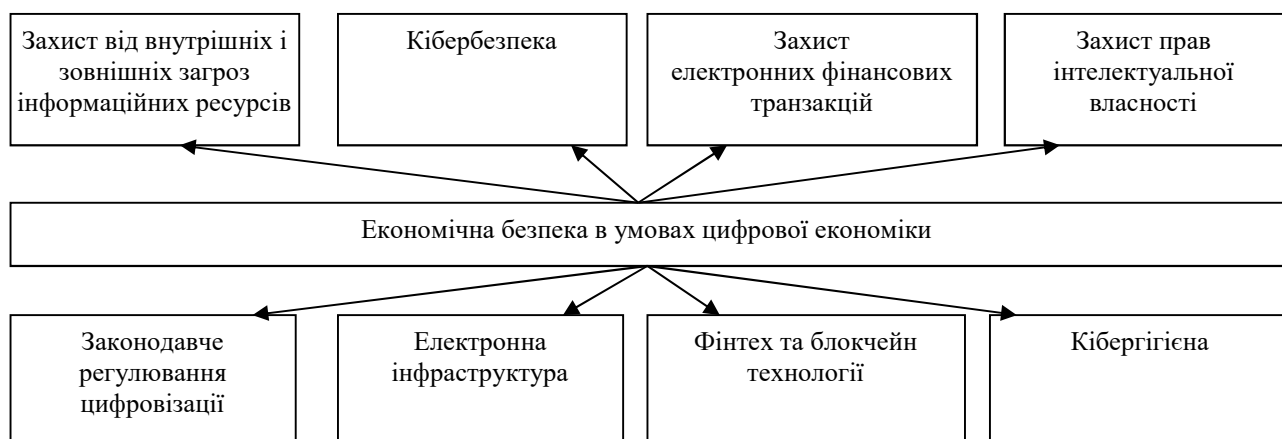 Захист від внутрішніх і
зовнішніх загроз
інформаційних ресурсів
Кібербезпека
Захист
електронних фінансових
транзакцій
Захист прав
інтелектуальної
власності
Економічна безпека в умовах цифрової економіки
Законодавче
регулювання
цифровізації
Електронна
інфраструктура
Фінтех та блокчейн
технології
Кібергігієна